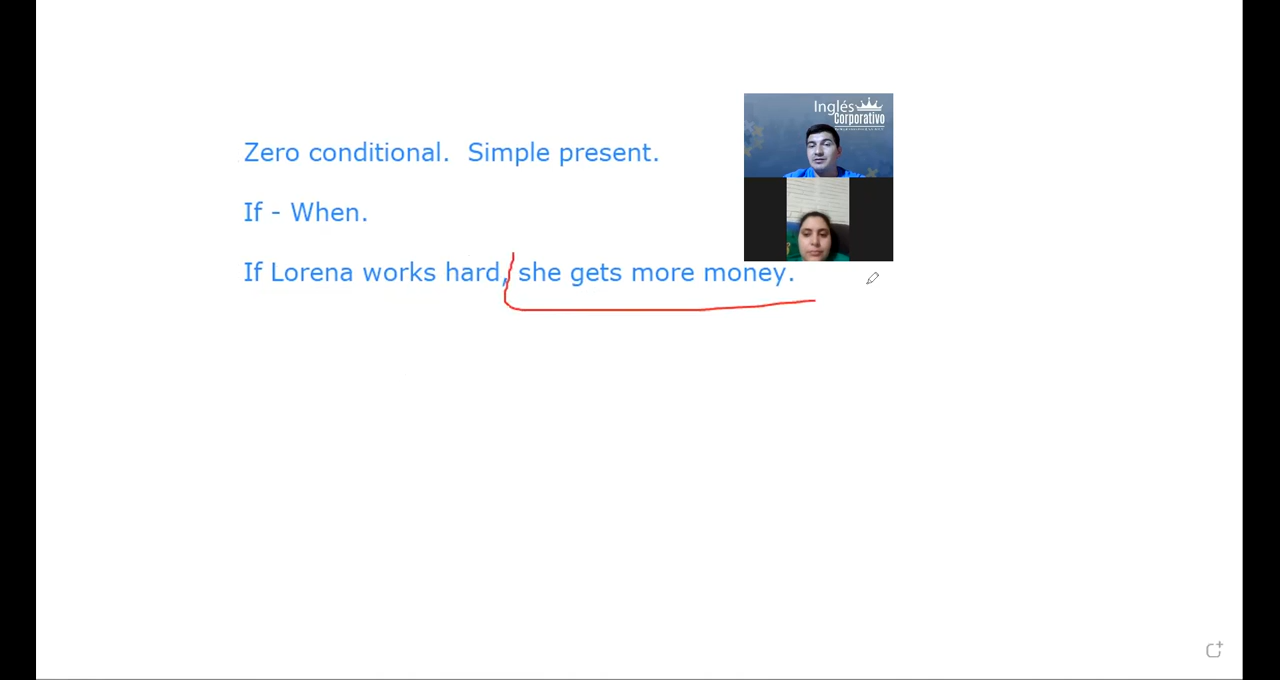 Inglés
Corporativo
Zero conditional.  Simple present.
If - When.
If Lorena works hard, she gets more money.